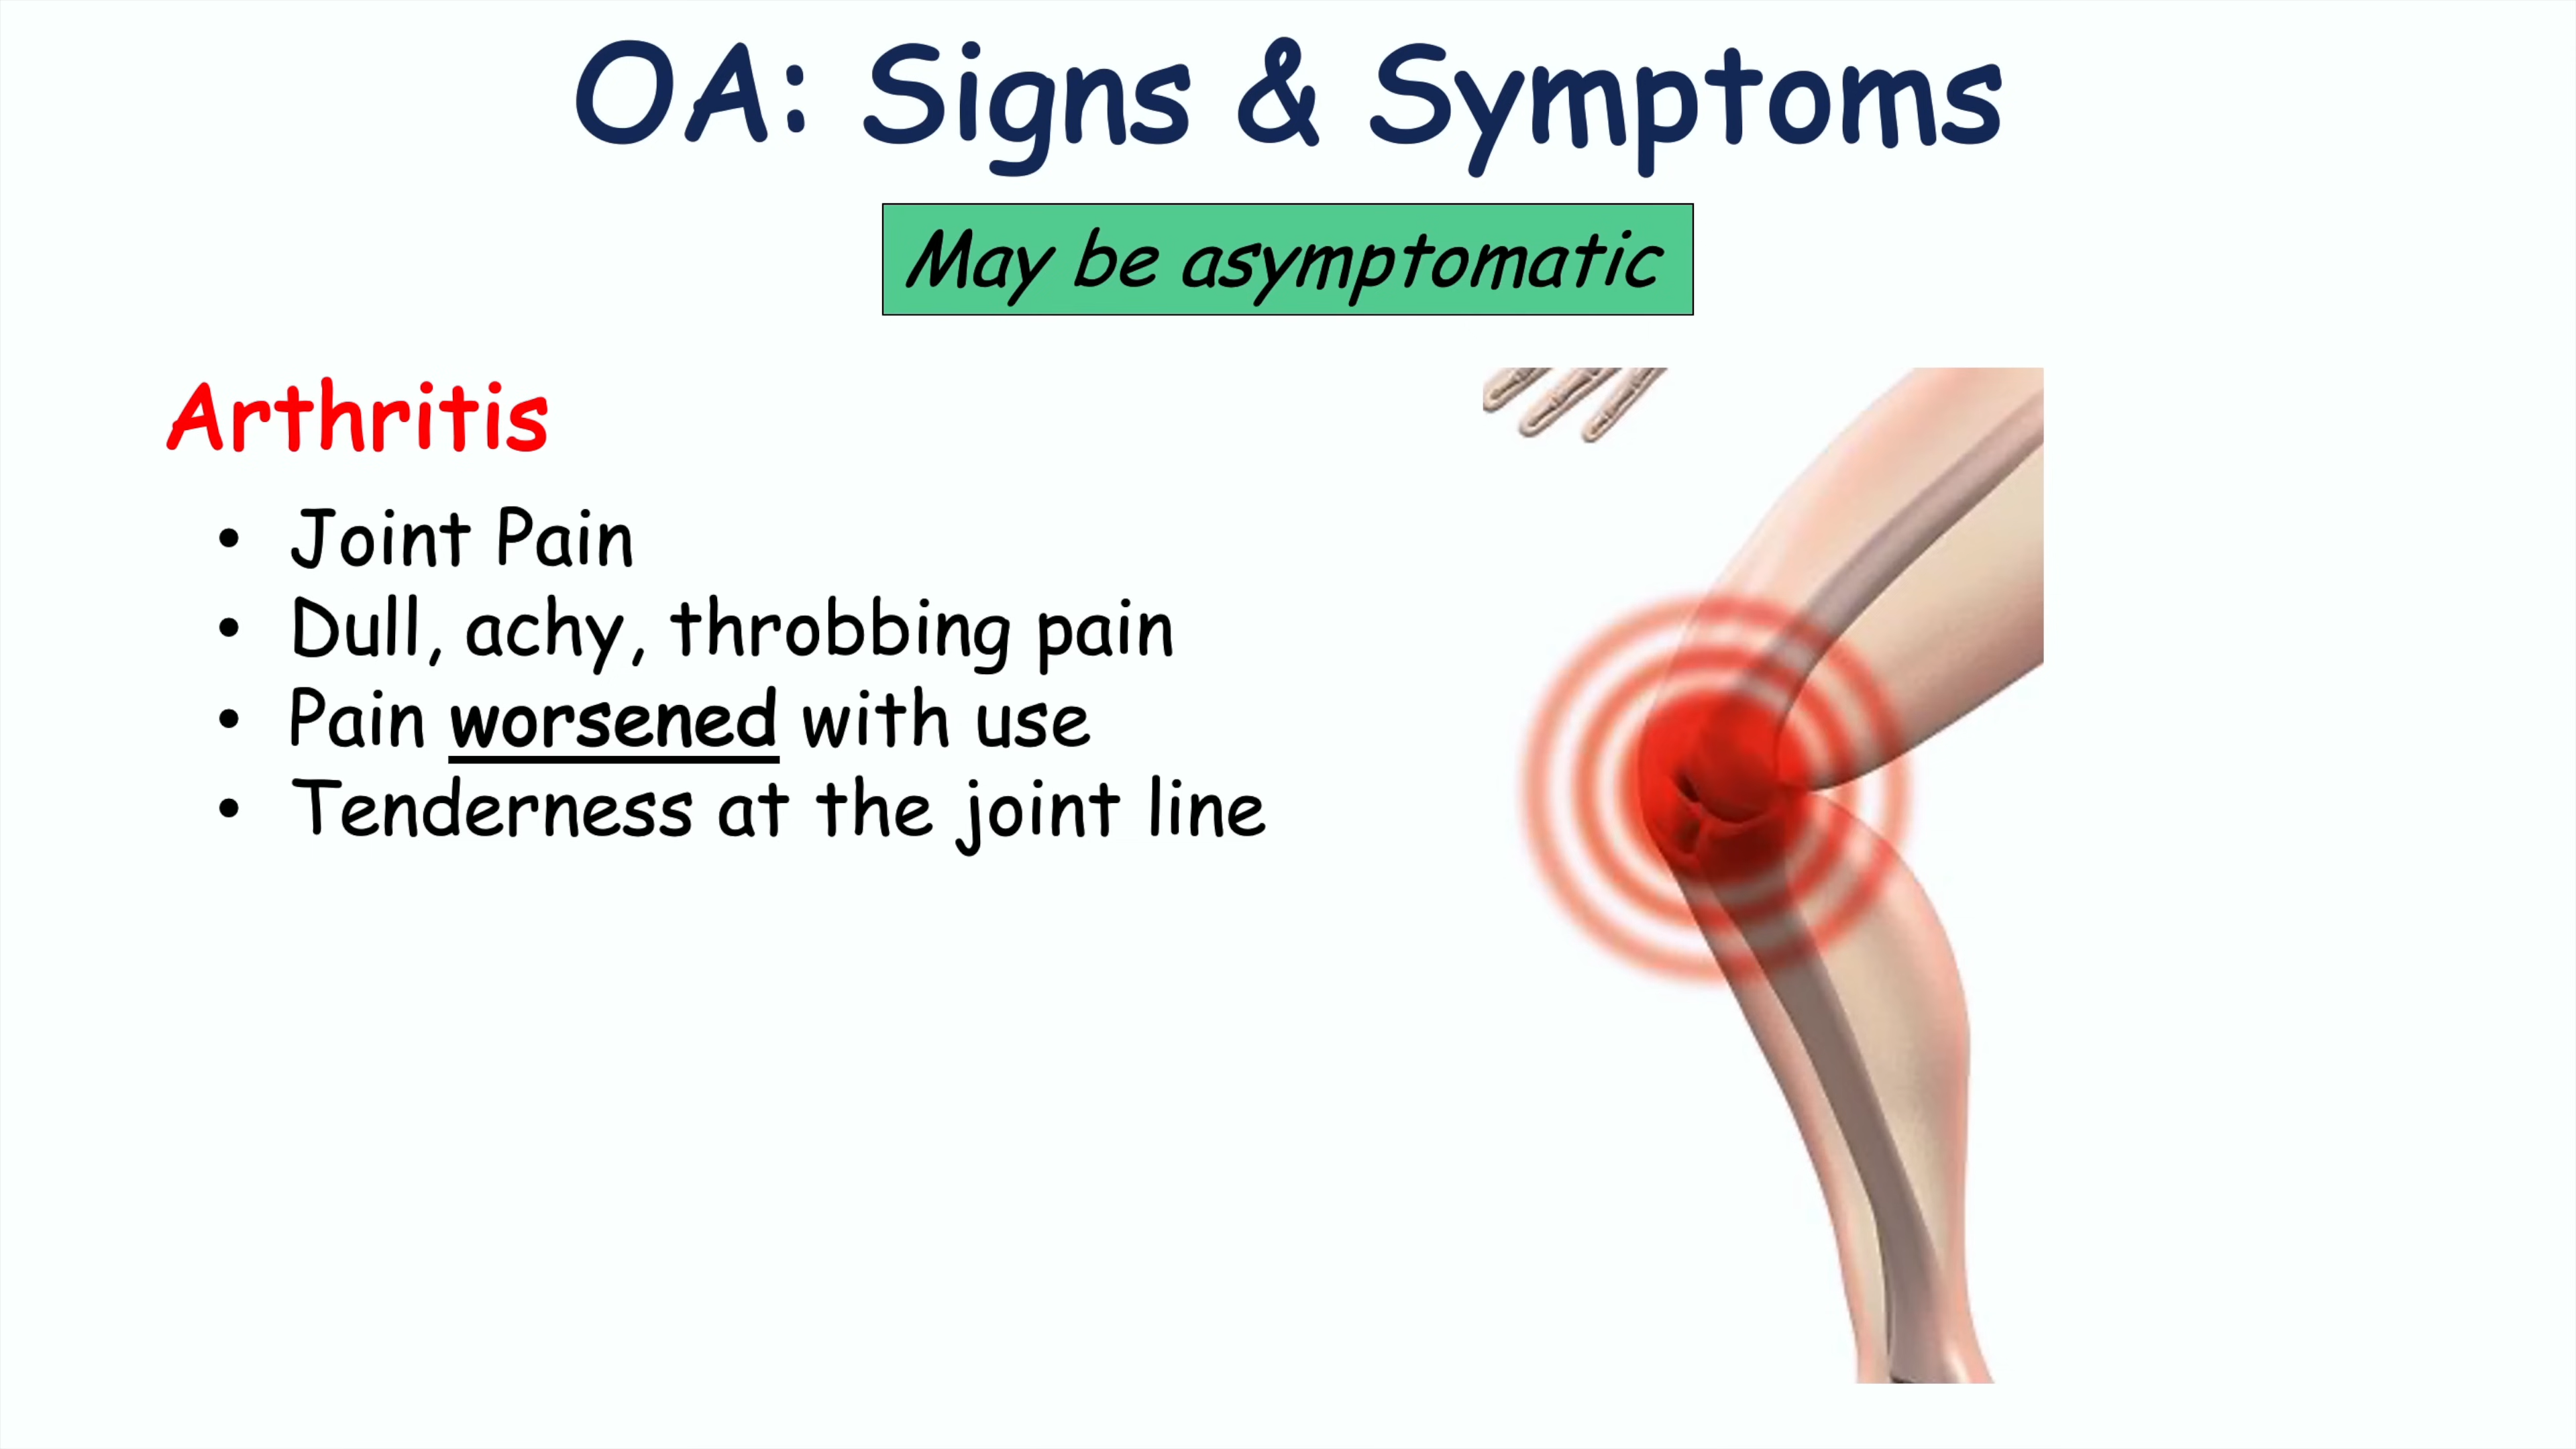 OA: Signs & Symptoms
May be asymptomatic
Arthritis
• Joint Pain
• Dull, achy, throbbing pain
• Pain worsened with use
• Tenderness at the joint line